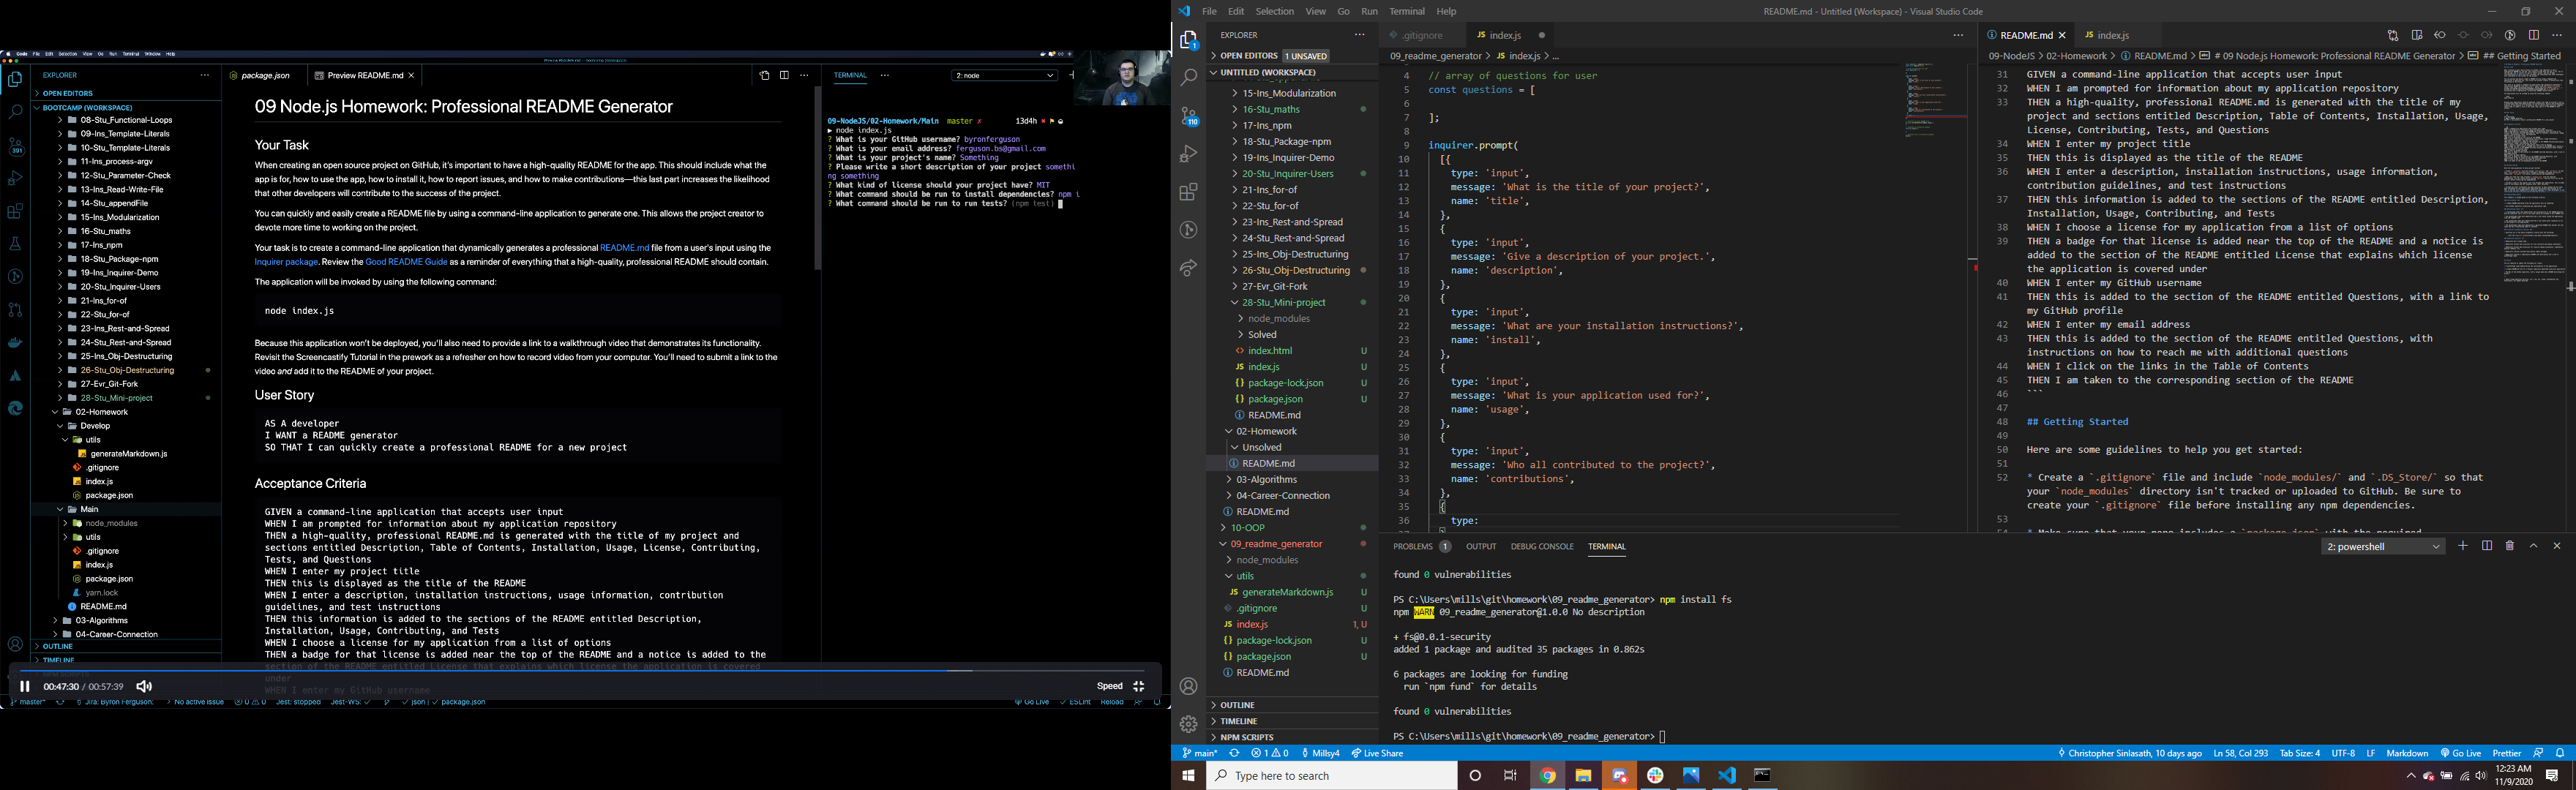 Code File Edit Selection View Go Run Terminal Window Help
EXPLORER
OPEN EDITORS
BOOTCAMP (WORKSPACE)
08-Stu_Functional-Loops
09-Ins_Template-Literals
10-Stu_Template-Literals
11-Ins_process-argv
12-Stu_Parameter-Check
13-Ins_Read-Write-File
14-Stu_appendFile
15-Ins_Modularization
16-Stu_maths
17-Ins_npm
18-Stu_Package-npm
19-Ins_Inquirer-Demo
20-Stu_Inquirer-Users
21-Ins_for-of
22-Stu_for-of
23-Ins_Rest-and-Spread
24-Stu_Rest-and-Spread
25-Ins_Obj-Destructuring
26-Stu_Obj-Destructuring
27-Evr_Git-Fork
28-Stu_Mini-project
02-Homework
Develop
utils
generateMarkdown.js
.gitignore
index.js
package.json
Main
node_modules
utils
.gitignore
index.js
package.json
yarn.lock
README.md
03-Algorithms
04-Career-Connection
OUTLINE
TIMELINE
391
package.json
Preview README.md
09 Node.js Homework: Professional README Generator
Your Task
When creating an open source project on GitHub, it's important to have a high-quality README for the app. This should include what the
app is for, how to use the app, how to install it, how to report issues, and how to make contributions—this last part increases the likelihood
that other developers will contribute to the success of the project.
You can quickly and easily create a README file by using a command-line application to generate one. This allows the project creator to
devote more time to working on the project.
Your task is to create a command-line application that dynamically generates a professional README.md file from a user's input using the
Inquirer package. Review the Good README Guide as a reminder of everything that a high-quality, professional README should contain.
The application will be invoked by using the following command:
node index.js
Because this application won't be deployed, you'll also need to provide a link to a walkthrough video that demonstrates its functionality.
Revisit the Screencastify Tutorial in the prework as a refresher on how to record video from your computer. You'll need to submit a link to the
video and add it to the README of your project.
User Story
AS A developer
I WANT a README generator
SO THAT I can quickly create a professional README for a new project
Acceptance Criteria
GIVEN a command-line application that accepts user input
WHEN I am prompted for information about my application repository
THEN a high-quality, professional README.md is generated with the title of my project and
sections entitled Description, Table of Contents, Installation, Usage, License, Contributing,
Tests, and Questions
WHEN I enter my project title
THEN this is displayed as the title of the README
WHEN I enter a description, installation instructions, usage information, contribution
guidelines, and test instructions
THEN this information is added to the sections of the README entitled Description,
Installation, Usage, Contributing, and Tests
WHEN I choose a license for my application from a list of options
THEN a badge for that license is added near the top of the README and a notice is added to the
section of the README entitled License that explains which license the application is covered
under
WHEN I enter my GitHub username
TERMINAL
2: node
09-NodeJS/02-Homework/Main master ✗ 13d4h
▶ node index.js
? What is your GitHub username? byronferguson
? What is your email address? ferguson.bs@gmail.com
? What is your project's name? Something
? Please write a short description of your project somethi
ng something
? What kind of license should your project have? MIT
? What command should be run to install dependencies? npm i
? What command should be run to run tests? (npm test)
00:47:30 / 00:57:39
Speed
master* Jira: Byron Ferguson: No active issue 0 0 Jest: stopped Jest-WS: ✓ ✓ json | ✓ package.json Go Live ✓ ESLint Reload
File Edit Selection View Go Run Terminal Help
README.md - Untitled (Workspace) - Visual Studio Code
1
110
EXPLORER
OPEN EDITORS 1 UNSAVED
UNTITLED (WORKSPACE)
15-Ins_Modularization
16-Stu_maths
17-Ins_npm
18-Stu_Package-npm
19-Ins_Inquirer-Demo
20-Stu_Inquirer-Users
21-Ins_for-of
22-Stu_for-of
23-Ins_Rest-and-Spread
24-Stu_Rest-and-Spread
25-Ins_Obj-Destructuring
26-Stu_Obj-Destructuring
27-Evr_Git-Fork
28-Stu_Mini-project
node_modules
Solved
index.html U
index.js U
package-lock.json U
package.json U
README.md
02-Homework
Unsolved
README.md
03-Algorithms
04-Career-Connection
README.md
10-OOP
09_readme_generator
node_modules
utils
generateMarkdown.js U
.gitignore U
index.js 1, U
package-lock.json U
package.json U
README.md
OUTLINE
TIMELINE
NPM SCRIPTS
.gitignore
index.js
09_readme_generator > index.js > ...
4 // array of questions for user
5 const questions = [
6
7 ];
8
9 inquirer.prompt(
10 [{
11 type: 'input',
12 message: 'What is the title of your project?',
13 name: 'title',
14 },
15 {
16 type: 'input',
17 message: 'Give a description of your project.',
18 name: 'description',
19 },
20 {
21 type: 'input',
22 message: 'What are your installation instructions?',
23 name: 'install',
24 },
25 {
26 type: 'input',
27 message: 'What is your application used for?',
28 name: 'usage',
29 },
30 {
31 type: 'input',
32 message: 'Who all contributed to the project?',
33 name: 'contributions',
34 },
35 {
36 type:
README.md
index.js
09-NodeJS > 02-Homework > README.md > # 09 Node.js Homework: Professional README Generator > ## Getting Started
31 GIVEN a command-line application that accepts user input
32 WHEN I am prompted for information about my application repository
33 THEN a high-quality, professional README.md is generated with the title of my
project and sections entitled Description, Table of Contents, Installation, Usage,
License, Contributing, Tests, and Questions
34 WHEN I enter my project title
35 THEN this is displayed as the title of the README
36 WHEN I enter a description, installation instructions, usage information,
contribution guidelines, and test instructions
37 THEN this information is added to the sections of the README entitled Description,
Installation, Usage, Contributing, and Tests
38 WHEN I choose a license for my application from a list of options
39 THEN a badge for that license is added near the top of the README and a notice is
added to the section of the README entitled License that explains which license
the application is covered under
40 WHEN I enter my GitHub username
41 THEN this is added to the section of the README entitled Questions, with a link to
my GitHub profile
42 WHEN I enter my email address
43 THEN this is added to the section of the README entitled Questions, with
instructions on how to reach me with additional questions
44 WHEN I click on the links in the Table of Contents
45 THEN I am taken to the corresponding section of the README
46 ```
47
48 ## Getting Started
49
50 Here are some guidelines to help you get started:
51
52 * Create a `.gitignore` file and include `node_modules/` and `.DS_Store/` so that
your `node_modules` directory isn't tracked or uploaded to GitHub. Be sure to
create your `.gitignore` file before installing any npm dependencies.
53
PROBLEMS 1 OUTPUT DEBUG CONSOLE TERMINAL
2: powershell
found 0 vulnerabilities
PS C:\Users\mills\git\homework\09_readme_generator> npm install fs
npm WARN 09_readme_generator@1.0.0 No description
+ fs@0.0.1-security
added 1 package and audited 35 packages in 0.862s
6 packages are looking for funding
run `npm fund` for details
found 0 vulnerabilities
PS C:\Users\mills\git\homework\09_readme_generator>
main* 1 0 Millsy4 Live Share
Christopher Sinlasath, 10 days ago Ln 58, Col 293 Tab Size: 4 UTF-8 LF Markdown Go Live Prettier
Type here to search
12:23 AM
11/9/2020